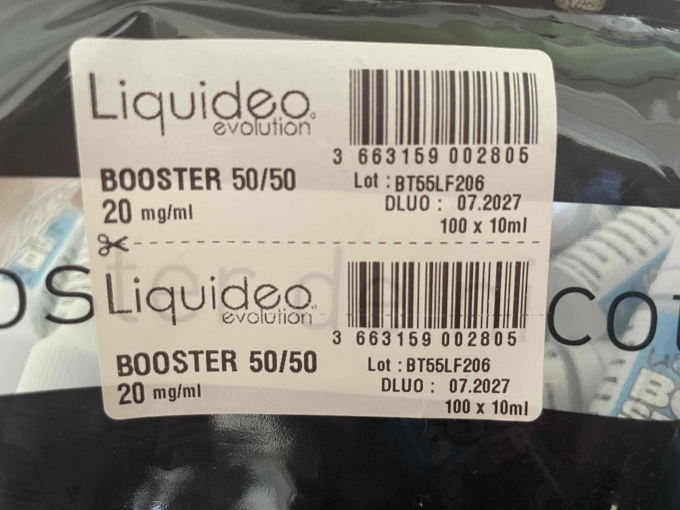 Liquideo
evolution
3 663159 002805
BOOSTER 50/50
20 mg/ml
Lot : BT55LF206
DLUO : 07.2027
100 x 10ml
Liquideo
evolution
3 663159 002805
BOOSTER 50/50
20 mg/ml
Lot : BT55LF206
DLUO : 07.2027
100 x 10ml